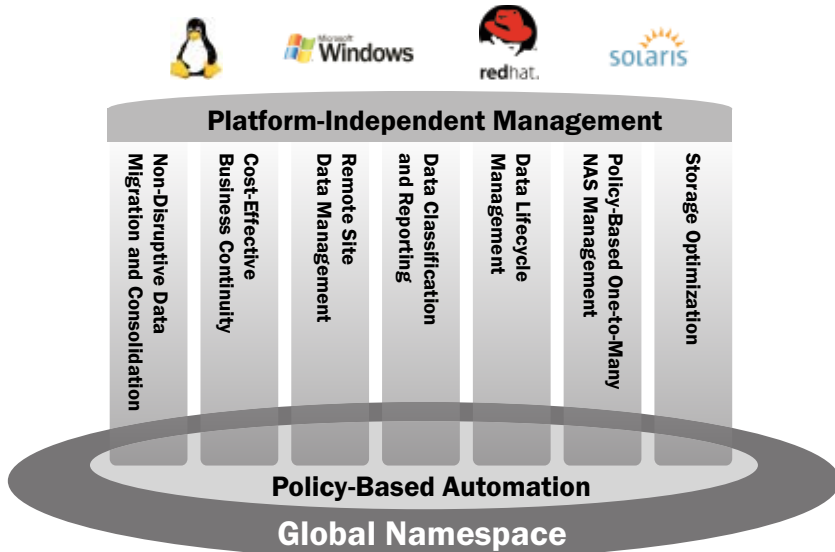 Microsoft
Windows
redhat.
solaris
Platform-Independent Management
Non-Disruptive Data
Migration and Consolidation
Cost-Effective
Business Continuity
Remote Site
Data Management
Data Classification
and Reporting
Data Lifecycle
Management
Policy-Based One-to-Many
NAS Management
Storage Optimization
Policy-Based Automation
Global Namespace